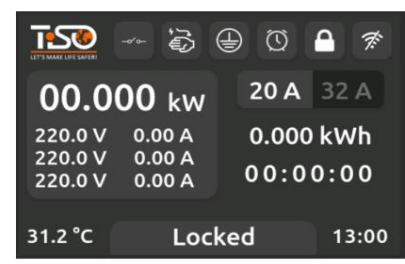 TSO
LET'S MAKE LIFE SAFER!
00.000 kW
220.0 V 0.00 A
220.0 V 0.00 A
220.0 V 0.00 A
20 A 32 A
0.000 kWh
00:00:00
31.2 °C Locked 13:00